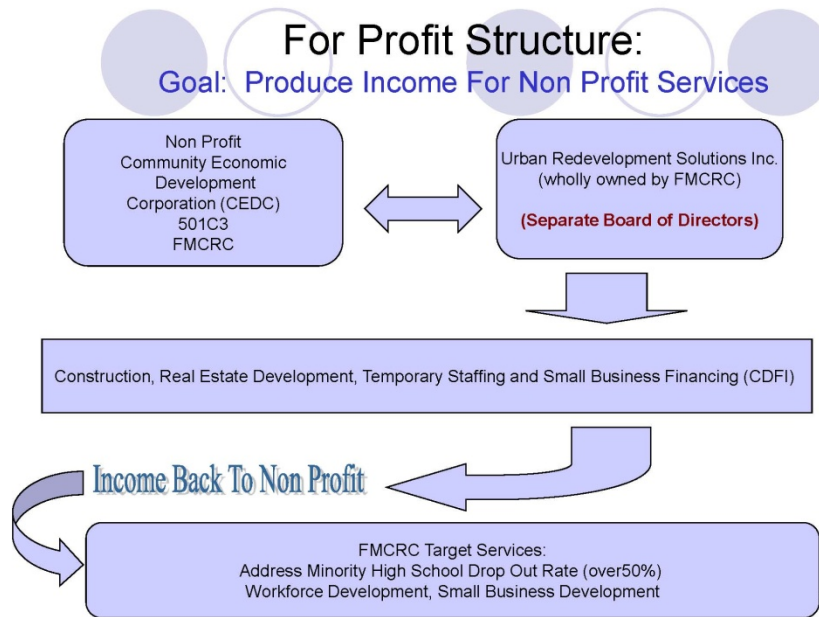 For Profit Structure:
Goal:  Produce Income For Non Profit Services
Non Profit
Community Economic
Development
Corporation (CEDC)
501C3
FMCRC
Urban Redevelopment Solutions Inc.
(wholly owned by FMCRC)
(Separate Board of Directors)
Construction, Real Estate Development, Temporary Staffing and Small Business Financing (CDFI)
Income Back To Non Profit
FMCRC Target Services:
Address Minority High School Drop Out Rate (over50%)
Workforce Development, Small Business Development